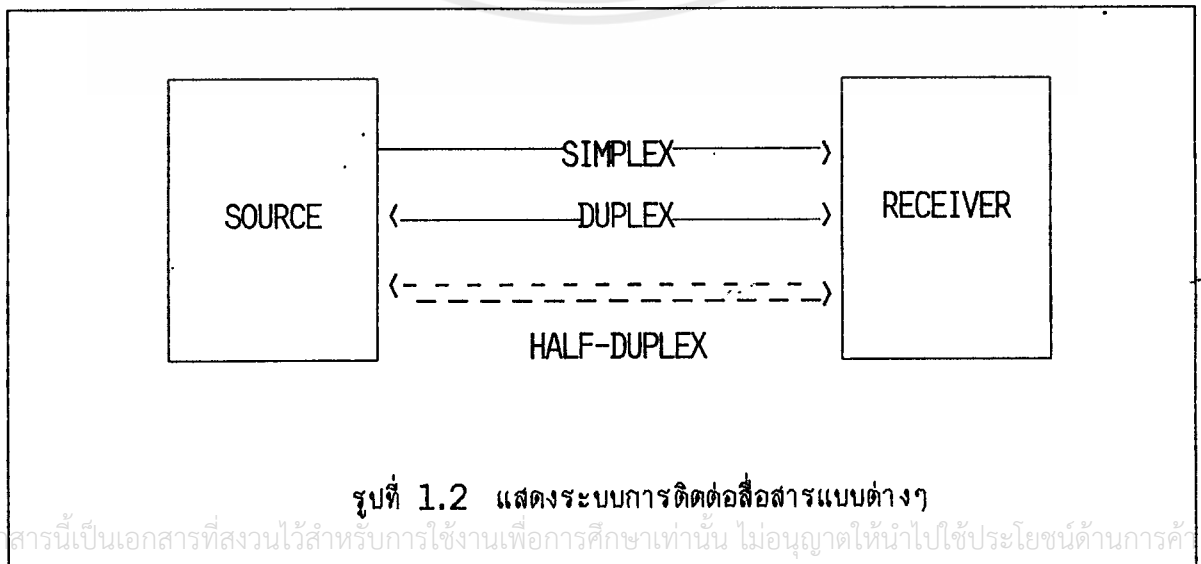 SIMPLEX
SOURCE
DUPLEX
RECEIVER
HALF-DUPLEX
รูปที่ 1.2 แสดงระบบการติดต่อสื่อสารแบบต่างๆ
สารนี้เป็นเอกสารที่สงวนไว้สำหรับการใช้งานเพื่อการศึกษาเท่านั้น ไม่อนุญาตให้นำไปใช้ประโยชน์ด้านการค้า